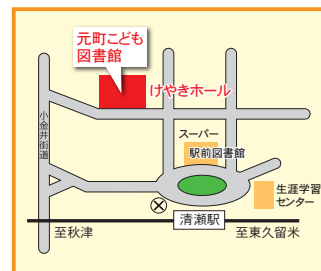 元町こども
図書館
けやきホール
小金井街道
スーパー
駅前図書館
生涯学習
センター
清瀬駅
至秋津
至東久留米